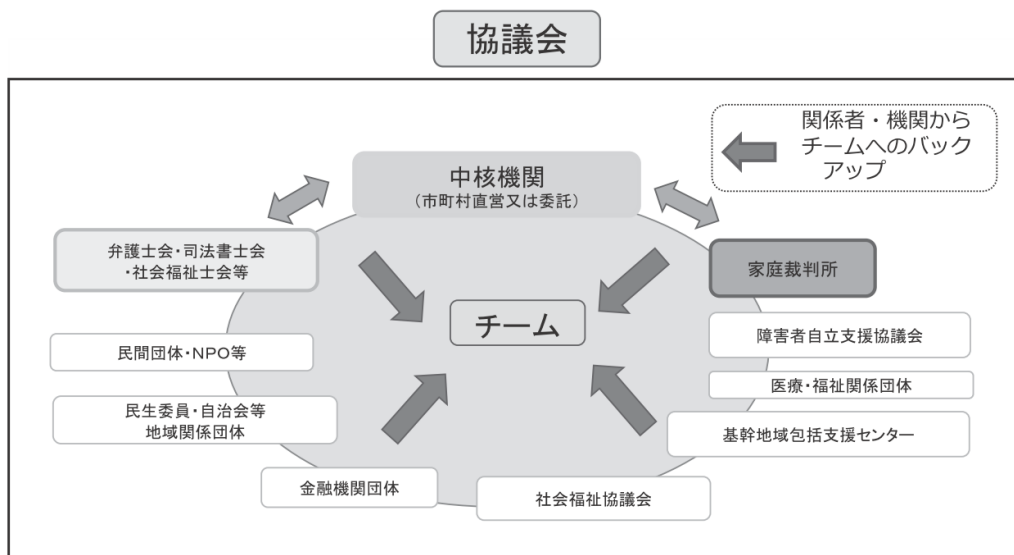 協議会
関係者・機関から
チームへのバック
アップ
中核機関
（市町村直営又は委託）
弁護士会・司法書士会
・社会福祉士会等
家庭裁判所
チーム
民間団体・NPO等
障害者自立支援協議会
医療・福祉関係団体
民生委員・自治会等
地域関係団体
基幹地域包括支援センター
金融機関団体
社会福祉協議会